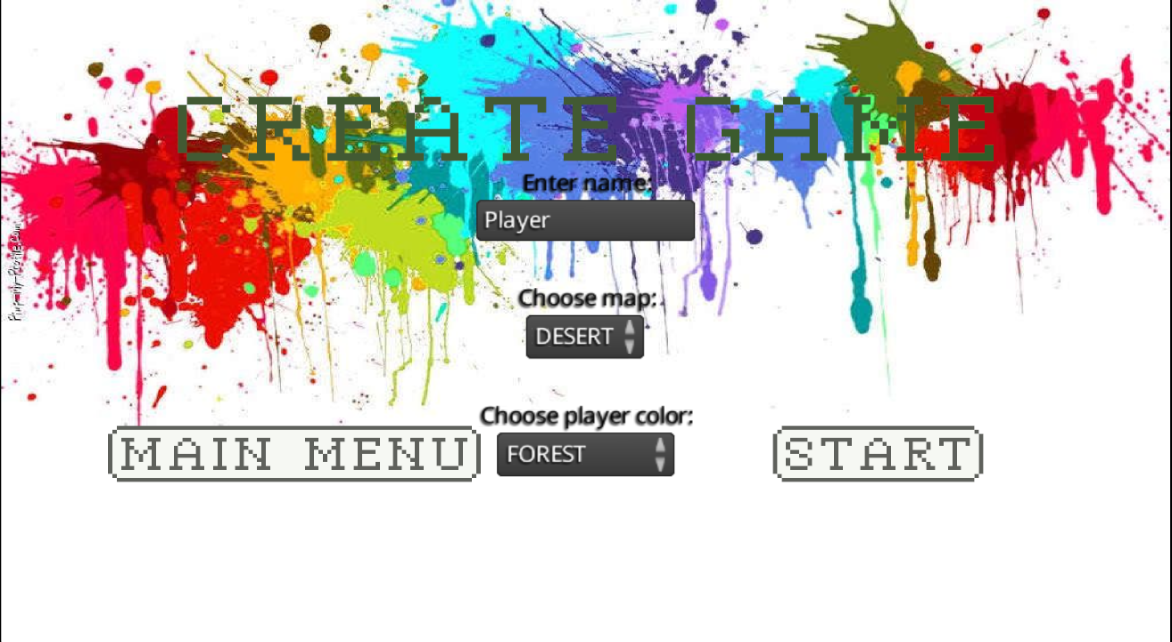 CREATE GAME
Enter name:
Player
Choose map:
DESERT
Choose player color:
MAIN MENU
FOREST
START